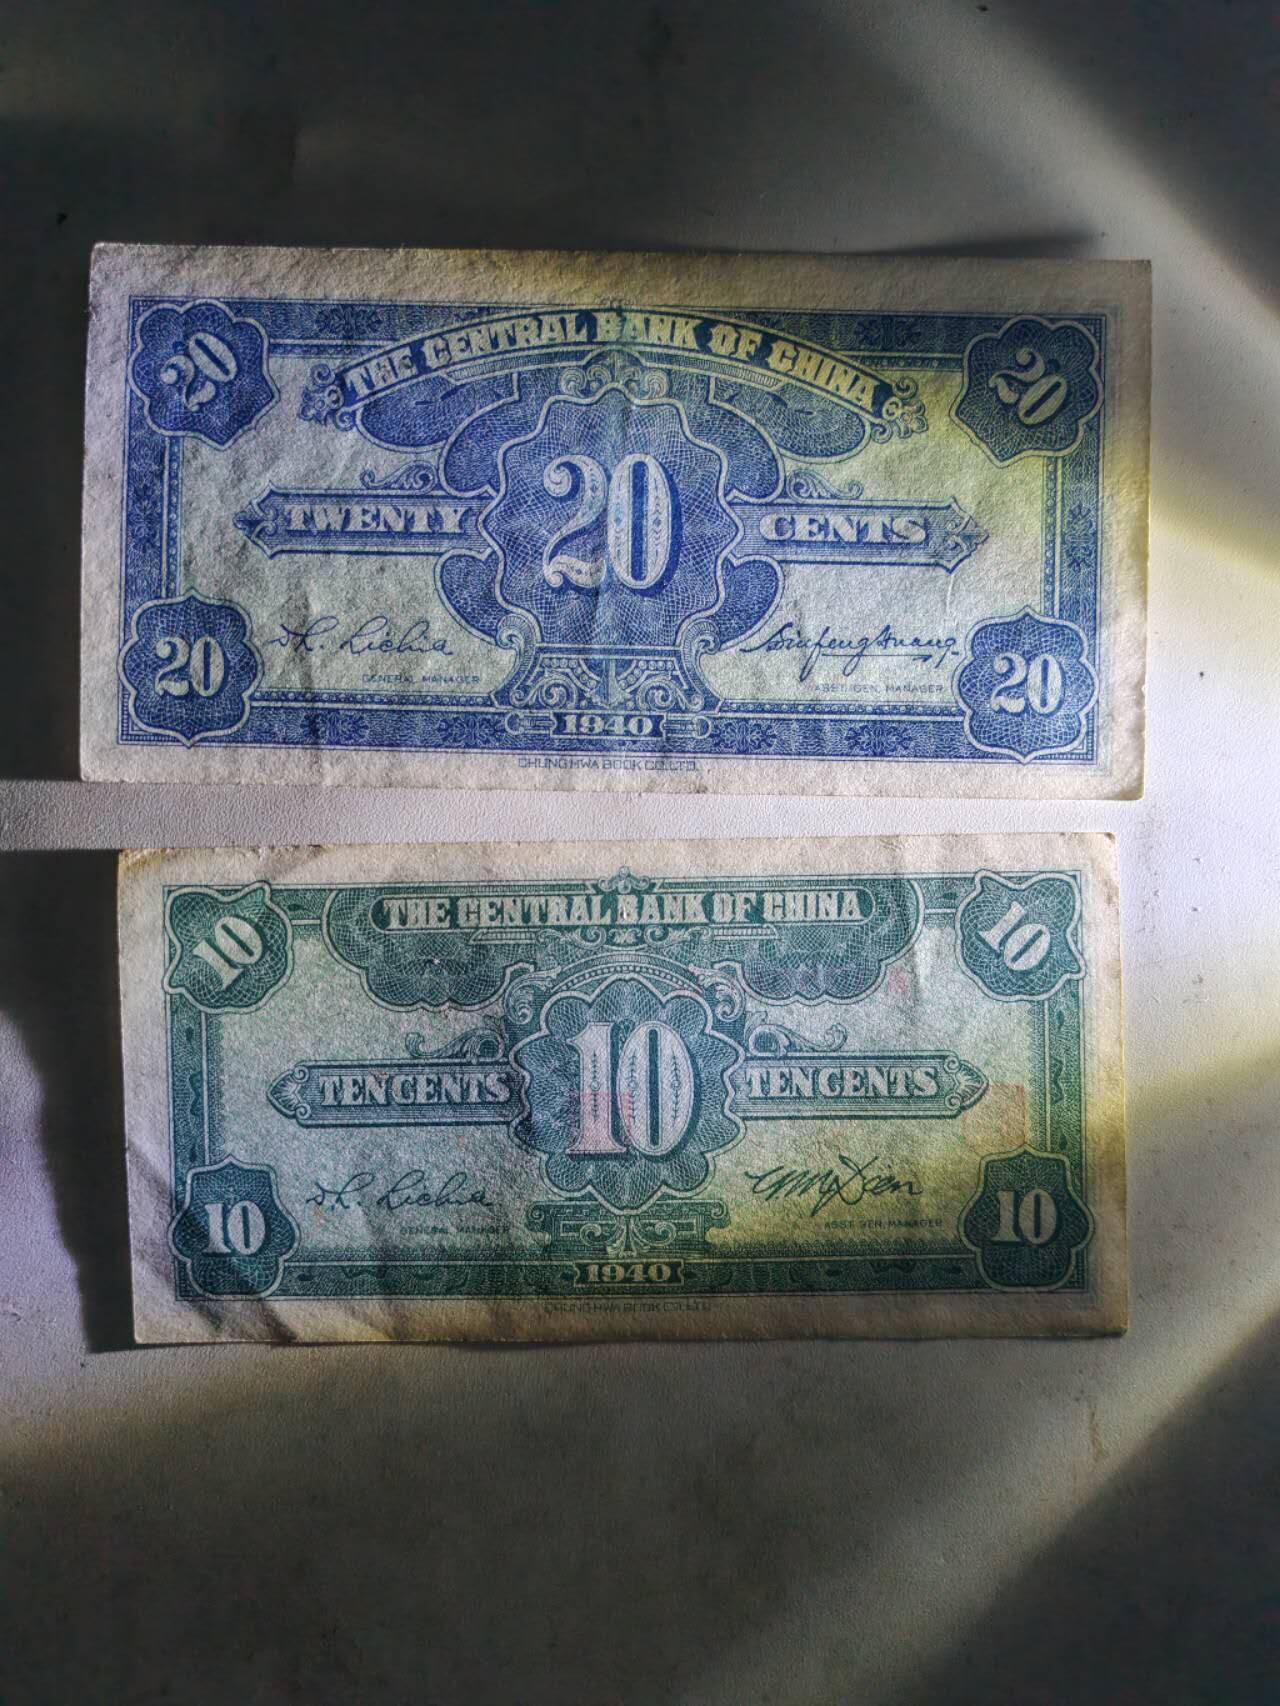 THE CENTRAL BANK OF CHINA
20 20
TWENTY 20 CENTS
GENERAL MANAGER ASST. GEN. MANAGER
20 20
1940
CHUNG HWA BOOK CO. LTD.
THE CENTRAL BANK OF CHINA
10 10
TEN CENTS 10 TEN CENTS
GENERAL MANAGER ASST. GEN. MANAGER
10 10
1940
CHUNG HWA BOOK CO. LTD.